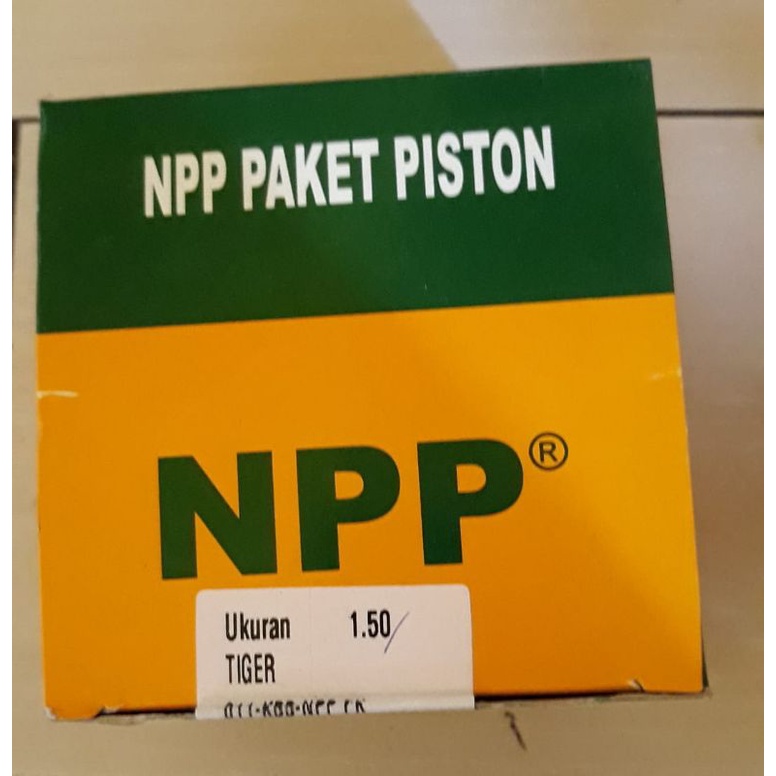 NPP PAKET PISTON
NPP®
Ukuran 1.50
TIGER